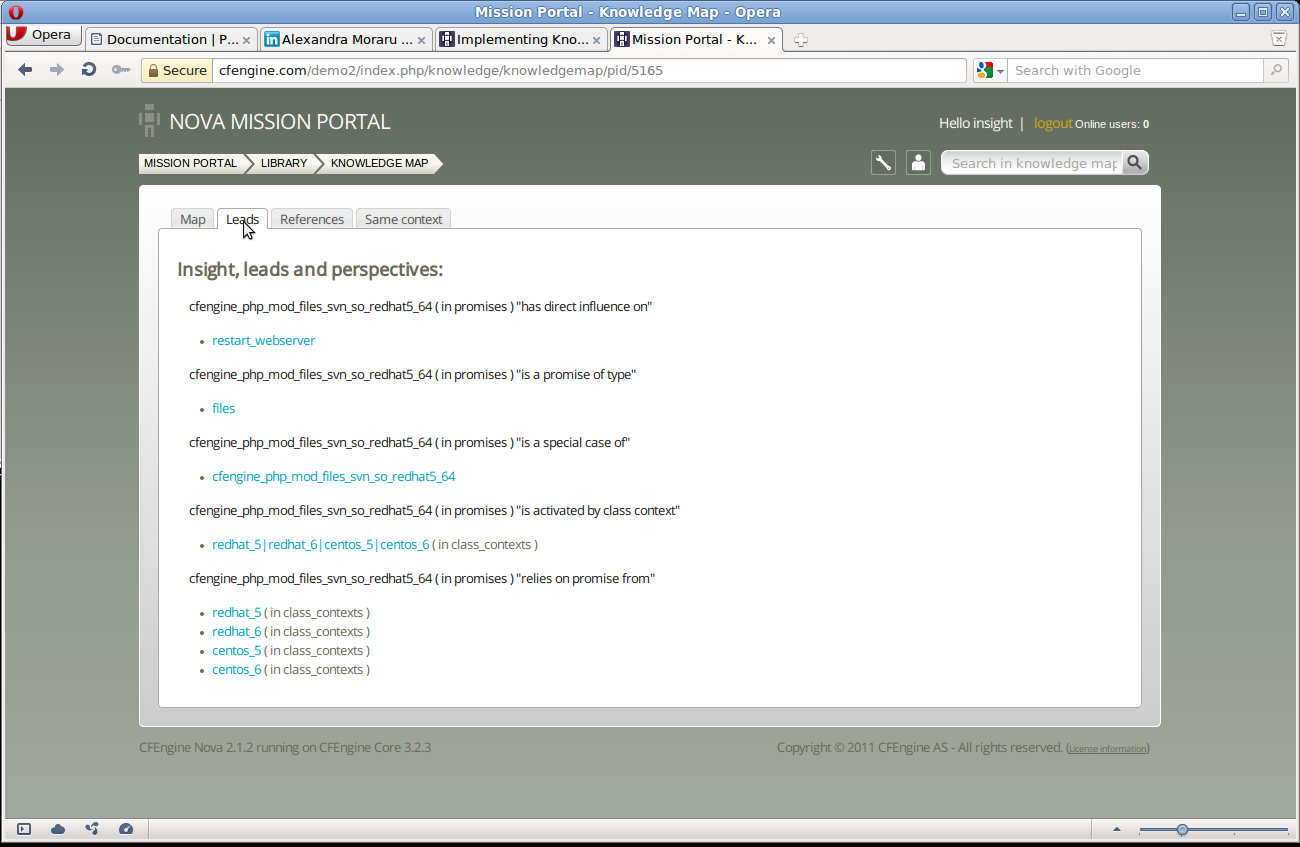 Mission Portal - Knowledge Map - Opera
Opera
Documentation | P...
Alexandra Moraru ...
Implementing Kno...
Mission Portal - K...
Secure
cfengine.com/demo2/index.php/knowledge/knowledgemap/pid/5165
Search with Google
NOVA MISSION PORTAL
Hello insight | logout Online users: 0
MISSION PORTAL
LIBRARY
KNOWLEDGE MAP
Search in knowledge map
Map
Leads
References
Same context
Insight, leads and perspectives:
cfengine_php_mod_files_svn_so_redhat5_64 ( in promises ) "has direct influence on"
• restart_webserver
cfengine_php_mod_files_svn_so_redhat5_64 ( in promises ) "is a promise of type"
• files
cfengine_php_mod_files_svn_so_redhat5_64 ( in promises ) "is a special case of"
• cfengine_php_mod_files_svn_so_redhat5_64
cfengine_php_mod_files_svn_so_redhat5_64 ( in promises ) "is activated by class context"
• redhat_5|redhat_6|centos_5|centos_6 ( in class_contexts )
cfengine_php_mod_files_svn_so_redhat5_64 ( in promises ) "relies on promise from"
• redhat_5 ( in class_contexts )
• redhat_6 ( in class_contexts )
• centos_5 ( in class_contexts )
• centos_6 ( in class_contexts )
CFEngine Nova 2.1.2 running on CFEngine Core 3.2.3
Copyright © 2011 CFEngine AS - All rights reserved. (License information)